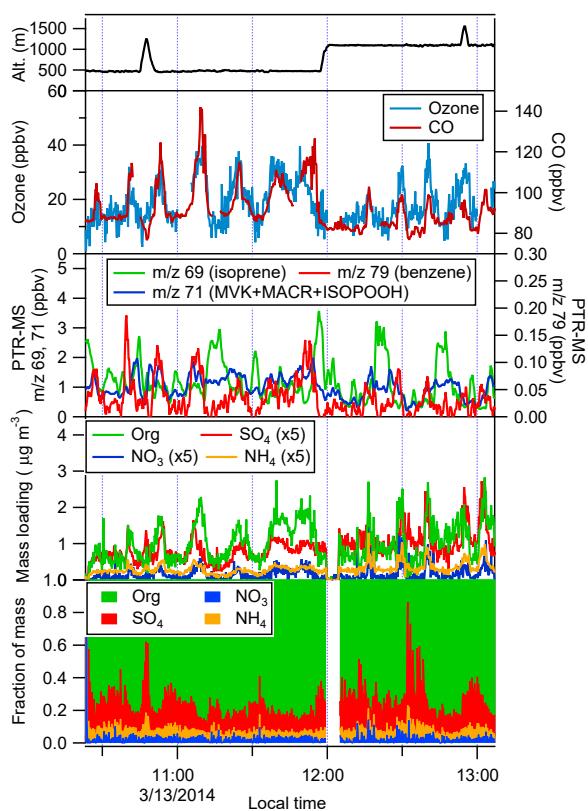 Alt. (m)
1500
1000
500
60
40
20
0
Ozone (ppbv)
Ozone
CO
140
120
100
80
CO (ppbv)
5
4
3
2
1
0
PTR-MS
m/z 69, 71 (ppbv)
m/z 69 (isoprene)
m/z 79 (benzene)
m/z 71 (MVK+MACR+ISOPOOH)
0.30
0.25
0.20
0.15
0.10
0.05
0.00
PTR-MS
m/z 79 (ppbv)
4
3
2
1
0
Mass loading ( µg m⁻³)
Org
SO₄ (x5)
NO₃ (x5)
NH₄ (x5)
1.0
0.8
0.6
0.4
0.2
0.0
Fraction of mass
Org
NO₃
SO₄
NH₄
11:00
12:00
13:00
3/13/2014
Local time